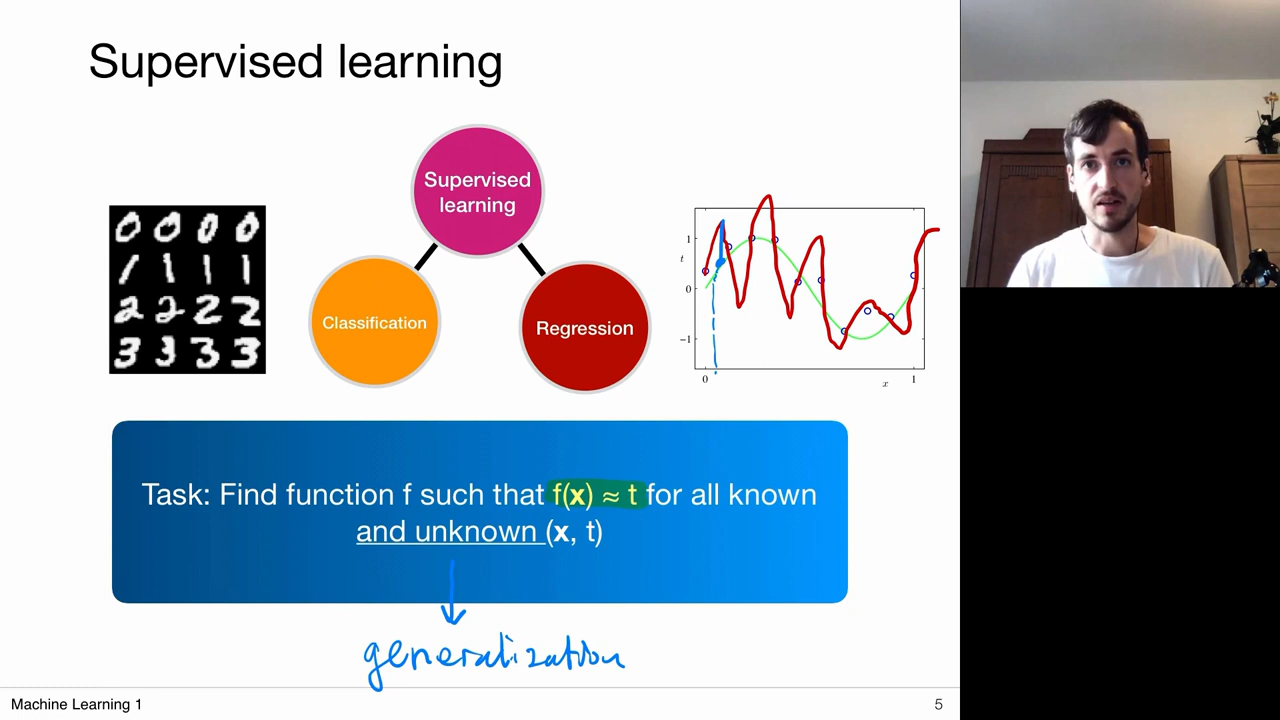 Supervised learning
Supervised
learning
Classification
Regression
0 0 0 0
1 1 1 1
2 2 2 2
3 3 3 3
1
t
0
−1
0
x
1
Task: Find function f such that f(x) ≈ t for all known
and unknown (x, t)
generalization
Machine Learning 1
5